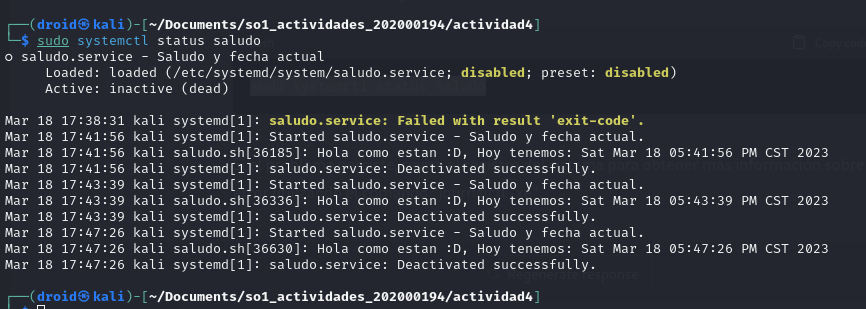 ┌──(droid㉿kali)-[~/Documents/so1_actividades_202000194/actividad4]
└─$ sudo systemctl status saludo
○ saludo.service - Saludo y fecha actual
     Loaded: loaded (/etc/systemd/system/saludo.service; disabled; preset: disabled)
     Active: inactive (dead)

Mar 18 17:38:31 kali systemd[1]: saludo.service: Failed with result 'exit-code'.
Mar 18 17:41:56 kali systemd[1]: Started saludo.service - Saludo y fecha actual.
Mar 18 17:41:56 kali saludo.sh[36185]: Hola como estan :D, Hoy tenemos: Sat Mar 18 05:41:56 PM CST 2023
Mar 18 17:41:56 kali systemd[1]: saludo.service: Deactivated successfully.
Mar 18 17:43:39 kali systemd[1]: Started saludo.service - Saludo y fecha actual.
Mar 18 17:43:39 kali saludo.sh[36336]: Hola como estan :D, Hoy tenemos: Sat Mar 18 05:43:39 PM CST 2023
Mar 18 17:43:39 kali systemd[1]: saludo.service: Deactivated successfully.
Mar 18 17:47:26 kali systemd[1]: Started saludo.service - Saludo y fecha actual.
Mar 18 17:47:26 kali saludo.sh[36630]: Hola como estan :D, Hoy tenemos: Sat Mar 18 05:47:26 PM CST 2023
Mar 18 17:47:26 kali systemd[1]: saludo.service: Deactivated successfully.

┌──(droid㉿kali)-[~/Documents/so1_actividades_202000194/actividad4]
└─$
Copy code
para obtener más información sobre
Regenerate response